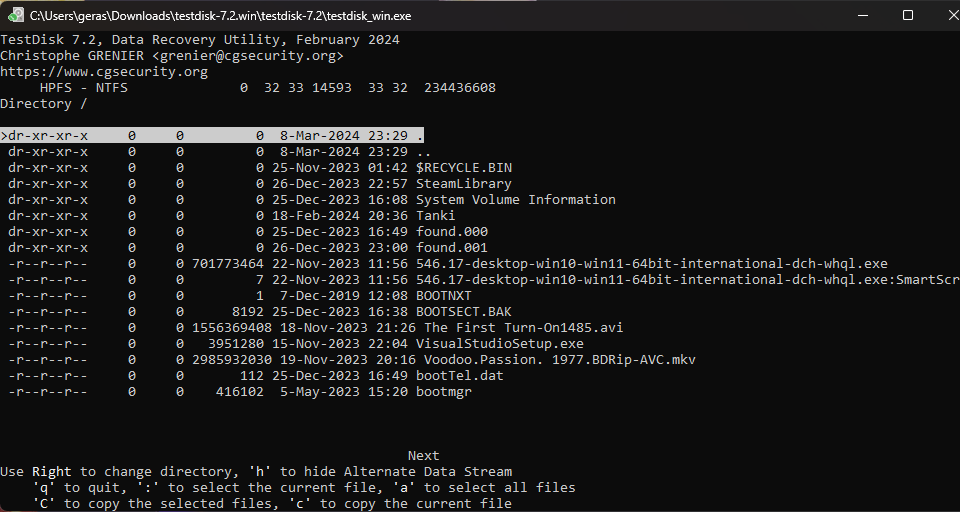 C:\Users\geras\Downloads\testdisk-7.2.win\testdisk-7.2\testdisk_win.exe
TestDisk 7.2, Data Recovery Utility, February 2024
Christophe GRENIER <grenier@cgsecurity.org>
https://www.cgsecurity.org
     HPFS - NTFS              0  32 33 14593  33 32  234436608
Directory /
>dr-xr-xr-x     0     0         0  8-Mar-2024 23:29 .
 dr-xr-xr-x     0     0         0  8-Mar-2024 23:29 ..
 dr-xr-xr-x     0     0         0 25-Nov-2023 01:42 $RECYCLE.BIN
 dr-xr-xr-x     0     0         0 26-Dec-2023 22:57 SteamLibrary
 dr-xr-xr-x     0     0         0 25-Dec-2023 16:08 System Volume Information
 dr-xr-xr-x     0     0         0 18-Feb-2024 20:36 Tanki
 dr-xr-xr-x     0     0         0 25-Dec-2023 16:49 found.000
 dr-xr-xr-x     0     0         0 26-Dec-2023 23:00 found.001
 -r--r--r--     0     0 701773464 22-Nov-2023 11:56 546.17-desktop-win10-win11-64bit-international-dch-whql.exe
 -r--r--r--     0     0         7 22-Nov-2023 11:56 546.17-desktop-win10-win11-64bit-international-dch-whql.exe:SmartScr
 -r--r--r--     0     0         1  7-Dec-2019 12:08 BOOTNXT
 -r--r--r--     0     0      8192 25-Dec-2023 16:38 BOOTSECT.BAK
 -r--r--r--     0     0 1556369408 18-Nov-2023 21:26 The First Turn-On1485.avi
 -r--r--r--     0     0   3951280 15-Nov-2023 22:04 VisualStudioSetup.exe
 -r--r--r--     0     0 2985932030 19-Nov-2023 20:16 Voodoo.Passion. 1977.BDRip-AVC.mkv
 -r--r--r--     0     0       112 25-Dec-2023 16:49 bootTel.dat
 -r--r--r--     0     0    416102  5-May-2023 15:20 bootmgr
Next
Use Right to change directory, 'h' to hide Alternate Data Stream
    'q' to quit, ':' to select the current file, 'a' to select all files
    'C' to copy the selected files, 'c' to copy the current file